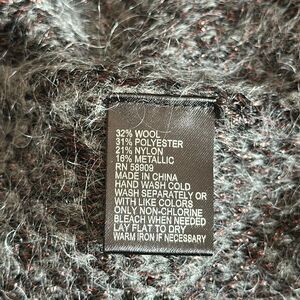 32% WOOL
31% POLYESTER
21% NYLON
16% METALLIC
RN 58909
MADE IN CHINA
HAND WASH COLD
WASH SEPARATELY OR
WITH LIKE COLORS
ONLY NON-CHLORINE
BLEACH WHEN NEEDED
LAY FLAT TO DRY
WARM IRON IF NECESSARY